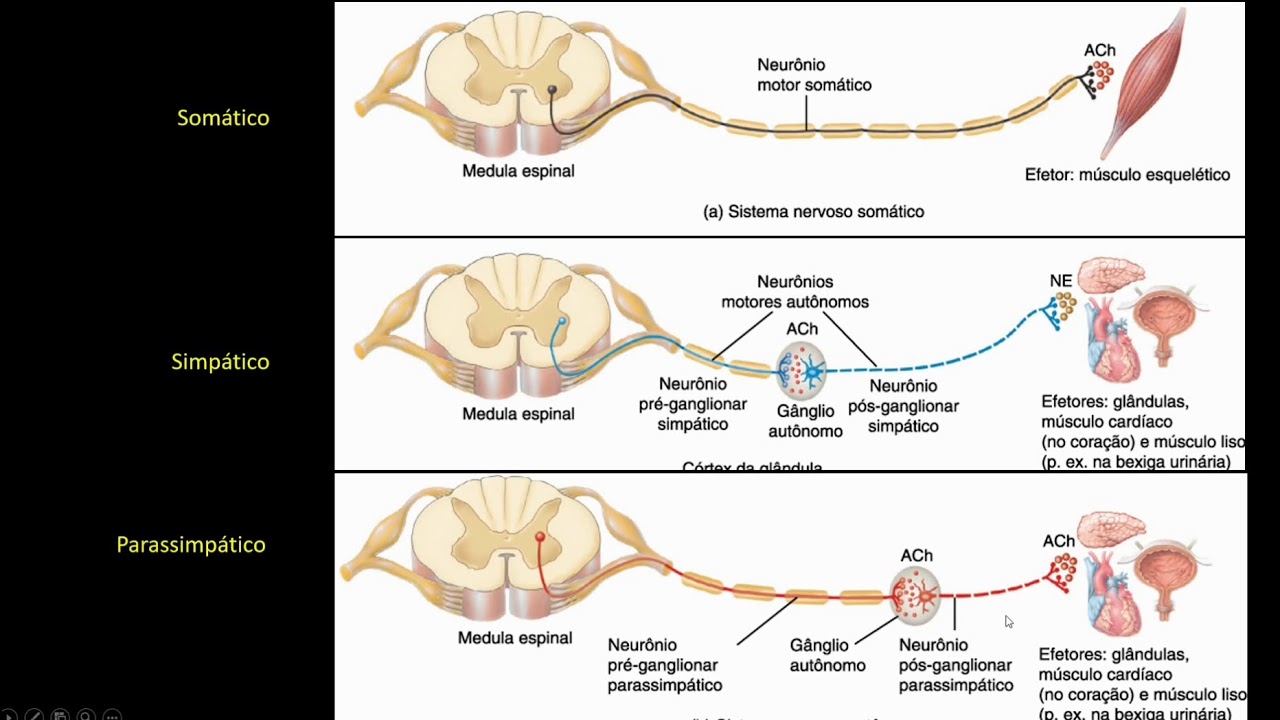 Somático
Neurônio
motor somático
ACh
Medula espinal
Efetor: músculo esquelético
(a) Sistema nervoso somático
Simpático
Neurônios
motores autônomos
ACh
NE
Medula espinal
Neurônio
pré-ganglionar
simpático
Gânglio
autônomo
Neurônio
pós-ganglionar
simpático
Efetores: glândulas,
músculo cardíaco
(no coração) e músculo liso
(p. ex. na bexiga urinária)
Córtex da glândula
Parassimpático
ACh
ACh
Medula espinal
Neurônio
pré-ganglionar
parassimpático
Gânglio
autônomo
Neurônio
pós-ganglionar
parassimpático
Efetores: glândulas,
músculo cardíaco
(no coração) e músculo liso
(p. ex. na bexiga urinária)